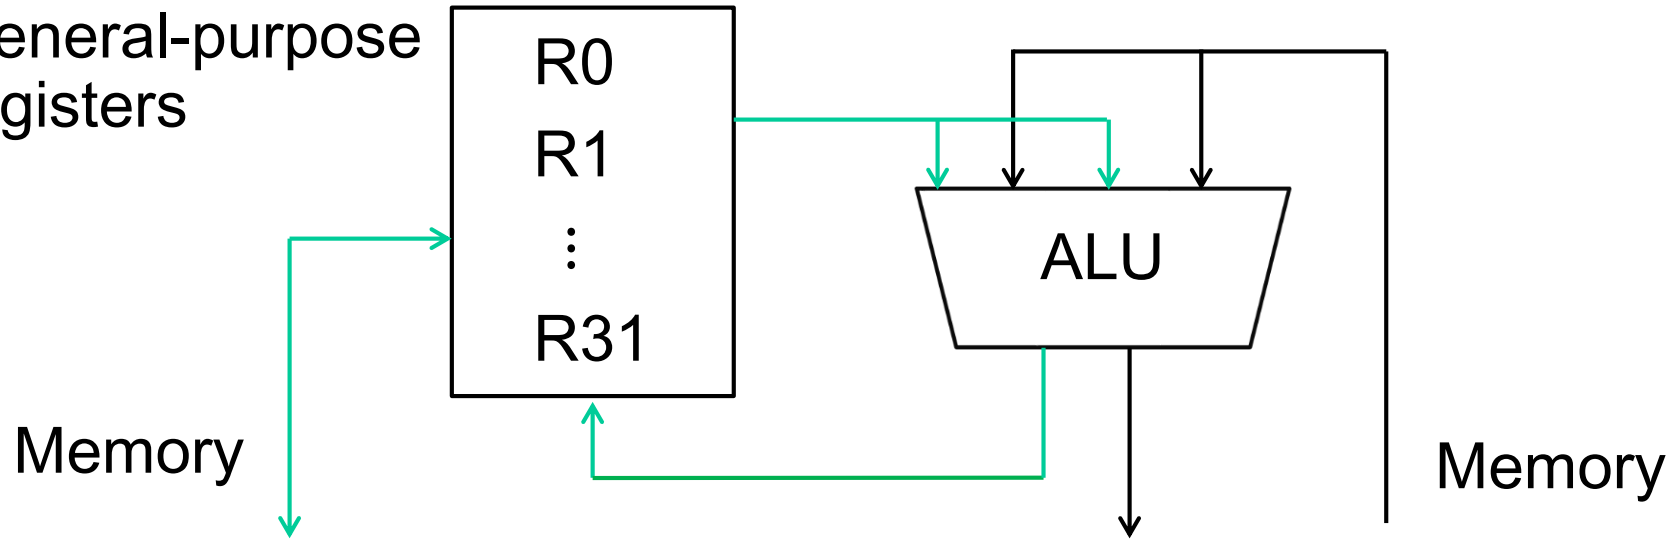 eneral-purpose
gisters
R0
R1
⋮
R31
ALU
Memory
Memory